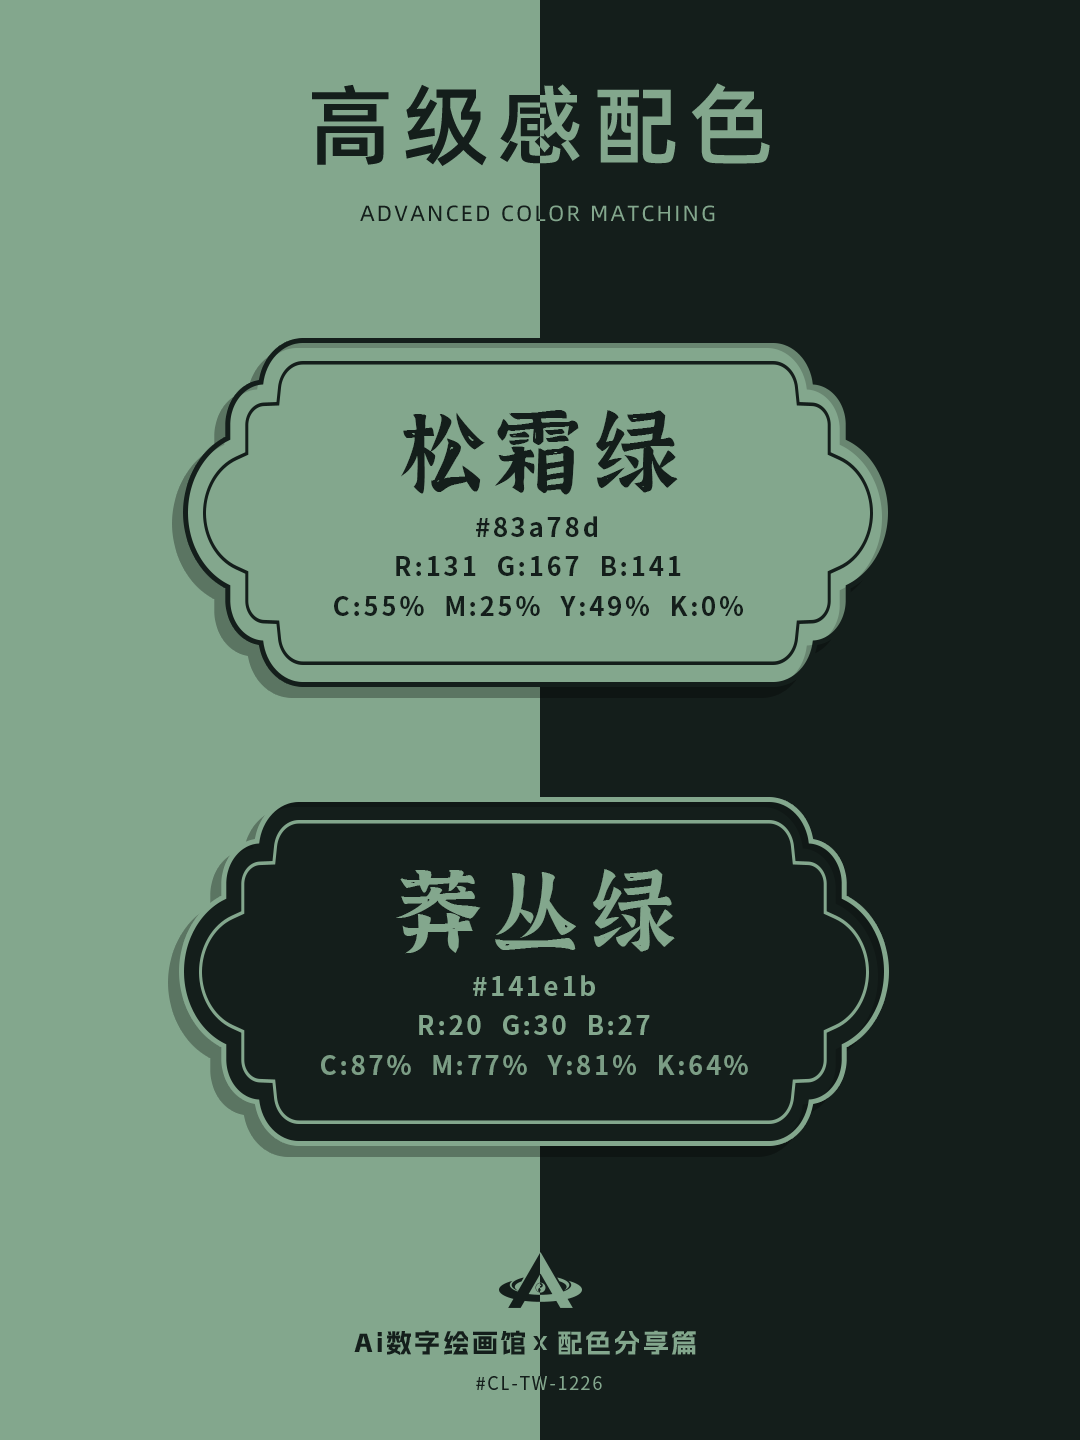 高级感配色
ADVANCED COLOR MATCHING
松霜绿
#83a78d
R:131 G:167 B:141
C:55% M:25% Y:49% K:0%
莽丛绿
#141e1b
R:20 G:30 B:27
C:87% M:77% Y:81% K:64%
Ai数字绘画馆 x 配色分享篇
#CL-TW-1226